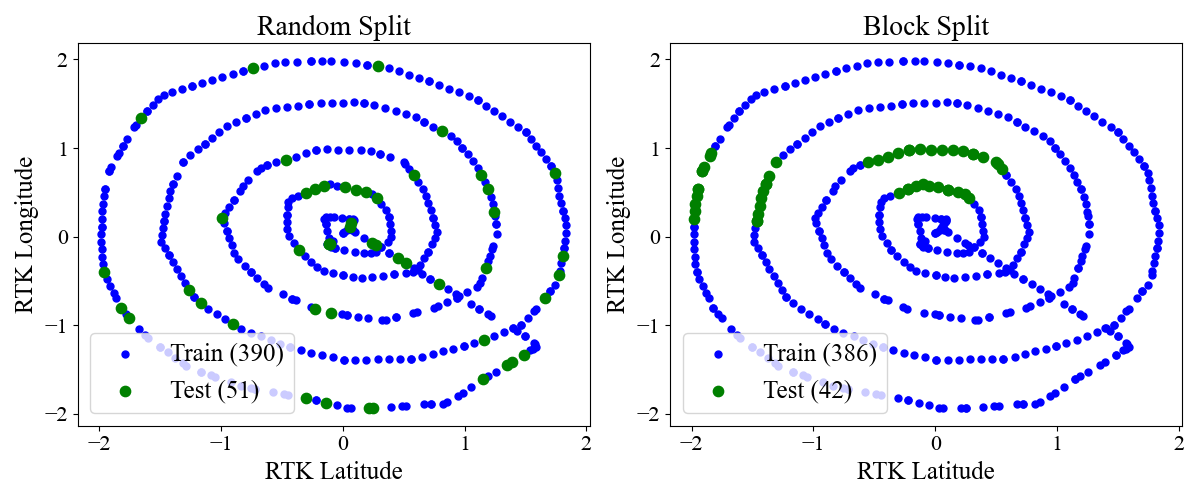 Random Split
2
1
0
−1
−2
RTK Longitude
Train (390)
Test (51)
−2
−1
0
1
2
RTK Latitude
Block Split
2
1
0
−1
−2
RTK Longitude
Train (386)
Test (42)
−2
−1
0
1
2
RTK Latitude